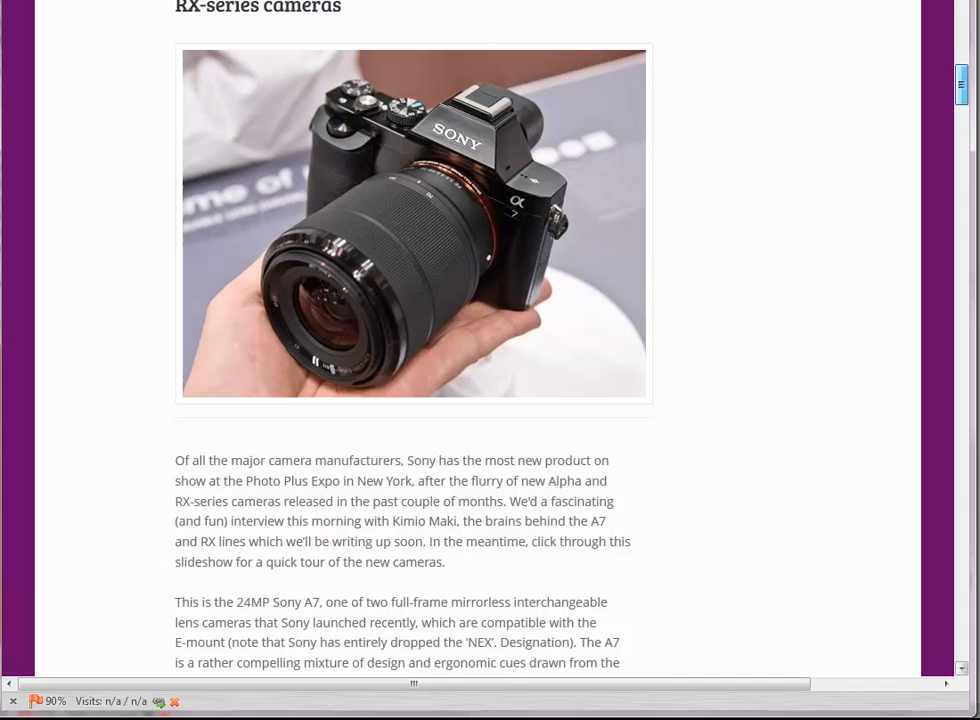 RX-series cameras
me of
SONY
α
7
Of all the major camera manufacturers, Sony has the most new product on
show at the Photo Plus Expo in New York, after the flurry of new Alpha and
RX-series cameras released in the past couple of months. We'd a fascinating
(and fun) interview this morning with Kimio Maki, the brains behind the A7
and RX lines which we'll be writing up soon. In the meantime, click through this
slideshow for a quick tour of the new cameras.
This is the 24MP Sony A7, one of two full-frame mirrorless interchangeable
lens cameras that Sony launched recently, which are compatible with the
E-mount (note that Sony has entirely dropped the ‘NEX’. Designation). The A7
is a rather compelling mixture of design and ergonomic cues drawn from the
90% Visits: n/a / n/a